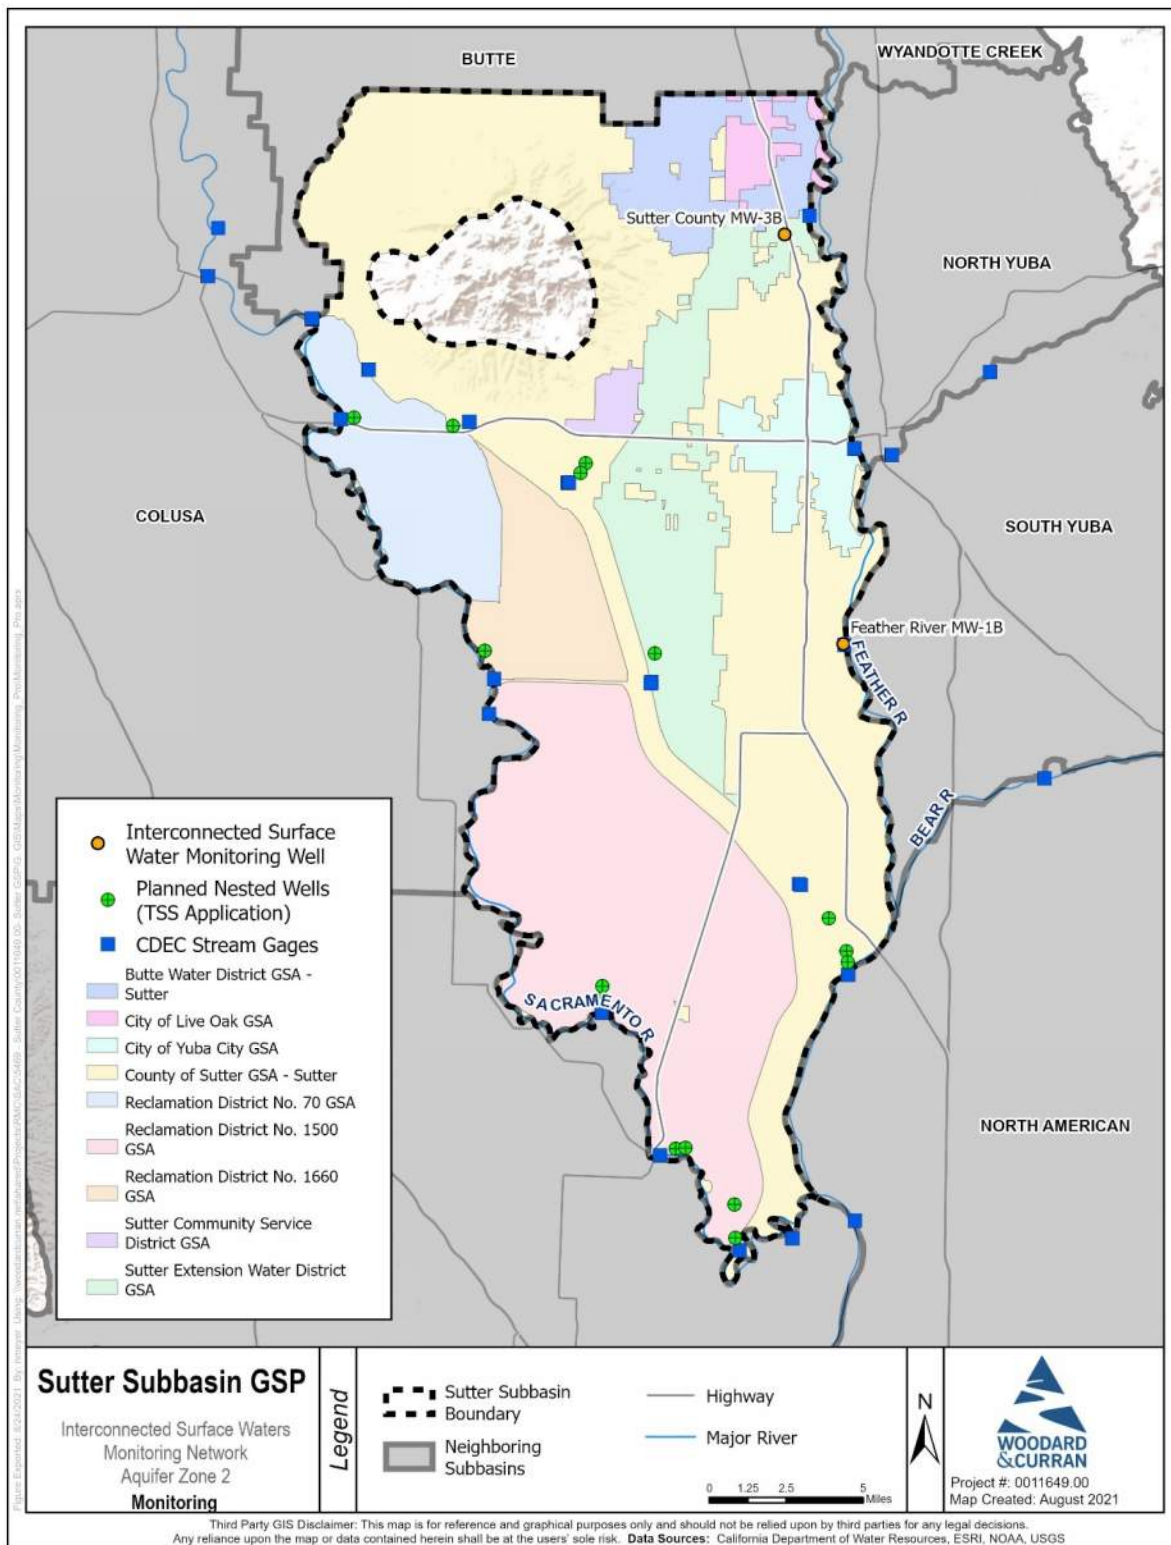 BUTTE
WYANDOTTE CREEK
Sutter County MW-3B
NORTH YUBA
COLUSA
SOUTH YUBA
Feather River MW-1B
FEATHER R
BEAR R
SACRAMENTO R
NORTH AMERICAN
Interconnected Surface
Water Monitoring Well
Planned Nested Wells
(TSS Application)
CDEC Stream Gages
Butte Water District GSA -
Sutter
City of Live Oak GSA
City of Yuba City GSA
County of Sutter GSA - Sutter
Reclamation District No. 70 GSA
Reclamation District No. 1500
GSA
Reclamation District No. 1660
GSA
Sutter Community Service
District GSA
Sutter Extension Water District
GSA
Sutter Subbasin GSP
Interconnected Surface Waters
Monitoring Network
Aquifer Zone 2
Monitoring
Legend
Sutter Subbasin
Boundary
Neighboring
Subbasins
Highway
Major River
N
0 1.25 2.5 5
Miles
WOODARD
&CURRAN
Project #: 0011649.00
Map Created: August 2021
Third Party GIS Disclaimer: This map is for reference and graphical purposes only and should not be relied upon by third parties for any legal decisions.
Any reliance upon the map or data contained herein shall be at the users' sole risk. Data Sources: California Department of Water Resources, ESRI, NOAA, USGS